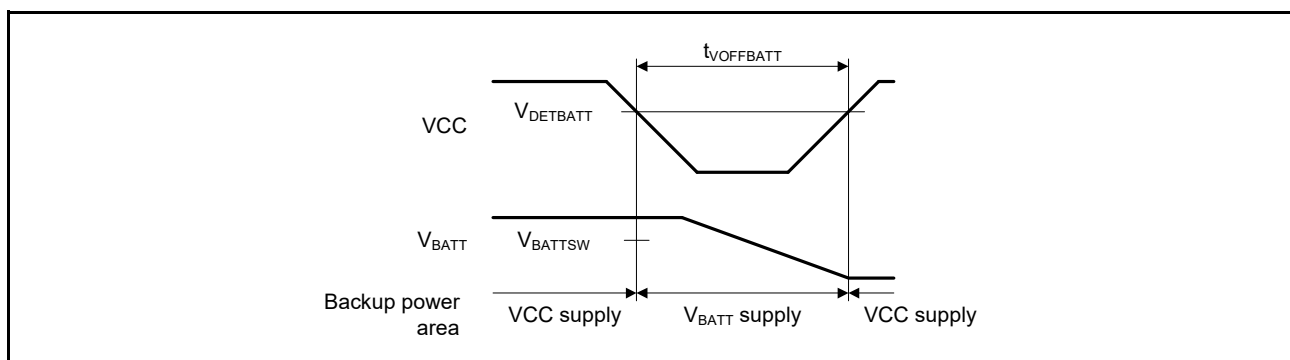 tVOFFBATT
VCC
VDETBATT
VBATT
VBATTSW
Backup power
area
VCC supply
VBATT supply
VCC supply